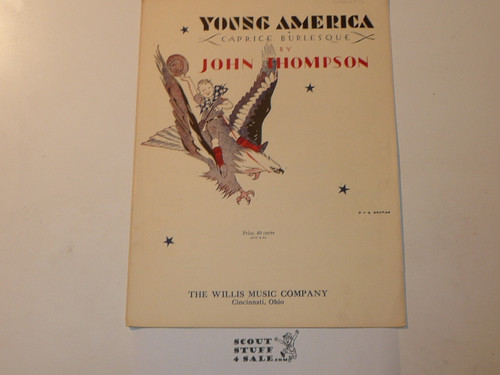 YOUNG AMERICA
CAPRICE BURLESQUE
BY
JOHN THOMPSON
Price, 40 cents
THE WILLIS MUSIC COMPANY
Cincinnati, Ohio
SCOUT
STUFF
4 SALE.com